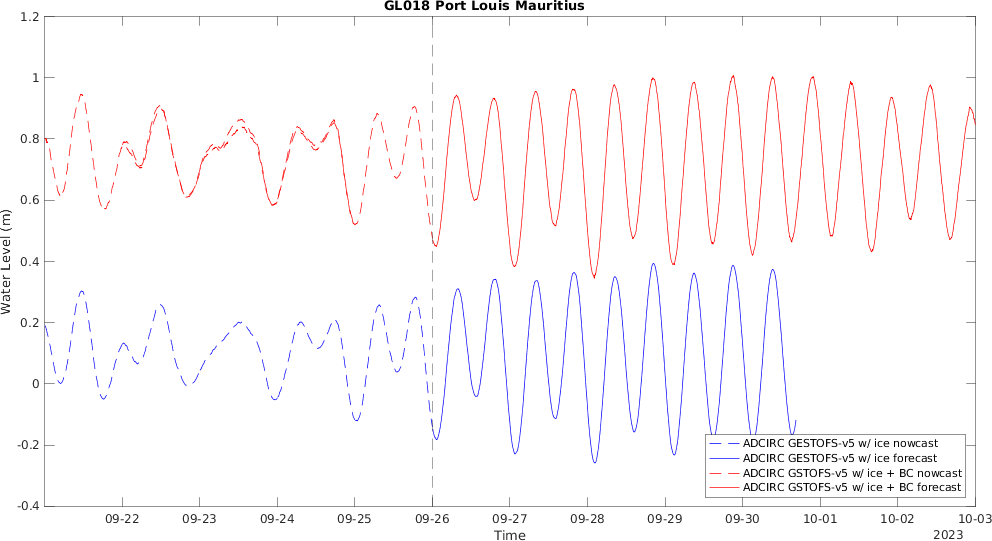 GL018 Port Louis Mauritius
1.2
1
0.8
0.6
0.4
0.2
0
-0.2
-0.4
Water Level (m)
ADCIRC GESTOFS-v5 w/ ice nowcast
ADCIRC GESTOFS-v5 w/ ice forecast
ADCIRC GSTOFS-v5 w/ ice + BC nowcast
ADCIRC GSTOFS-v5 w/ ice + BC forecast
09-22 09-23 09-24 09-25 09-26 09-27 09-28 09-29 09-30 10-01 10-02 10-03
Time
2023